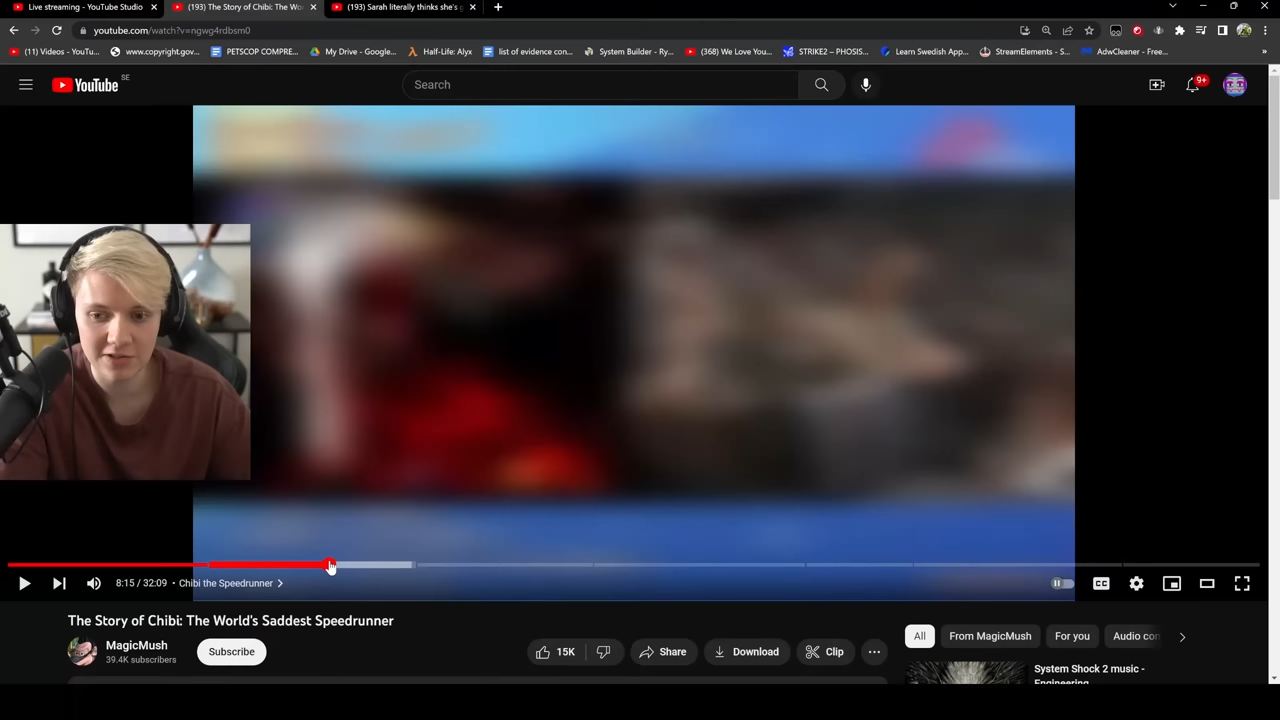 Live streaming - YouTube Studio
(193) The Story of Chibi: The Wo
(193) Sarah literally thinks she's g
youtube.com/watch?v=ngwg4rdbsm0
(11) Videos - YouTu...
www.copyright.gov...
PETSCOP COMPRE...
My Drive - Google...
Half-Life: Alyx
list of evidence con...
System Builder - Ry...
(368) We Love You...
STRIKE2 – PHOSIS...
Learn Swedish App...
StreamElements - S...
AdwCleaner - Free...
YouTube SE
Search
9+
8:15 / 32:09 • Chibi the Speedrunner
CC
The Story of Chibi: The World's Saddest Speedrunner
MagicMush
39.4K subscribers
Subscribe
15K
Share
Download
Clip
All
From MagicMush
For you
Audio con
System Shock 2 music -
Engineering